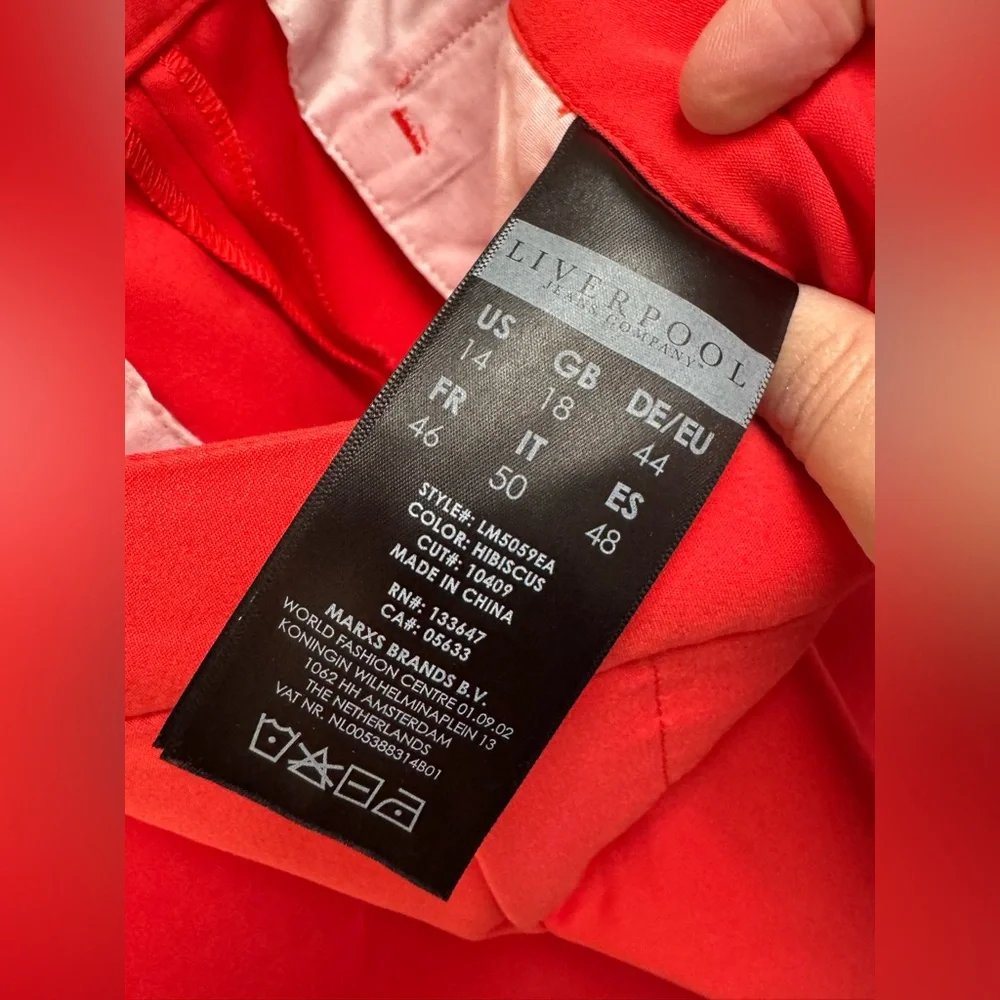 LIVERPOOL
JEANS COMPANY
US GB DE/EU
14 18 44
FR IT ES
46 50 48
STYLE#: LM5059EA
COLOR: HIBISCUS
CUT#: 10409
MADE IN CHINA
RN#: 133647
CA#: 05633
MARXS BRANDS B.V.
WORLD FASHION CENTRE 01.09.02
KONINGIN WILHELMINAPLEIN 13
1062 HH AMSTERDAM
THE NETHERLANDS
VAT NR. NL005388314B01